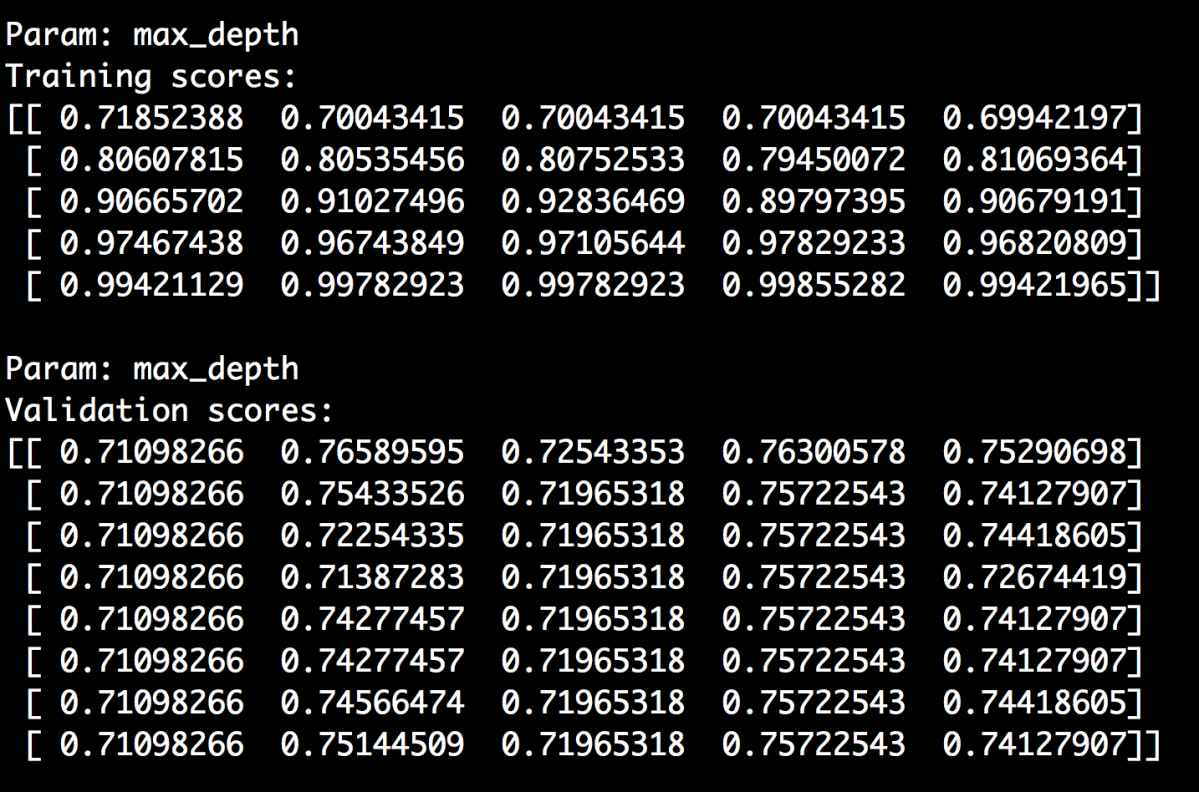 Param: max_depth
Training scores:
[[ 0.71852388  0.70043415  0.70043415  0.70043415  0.69942197]
 [ 0.80607815  0.80535456  0.80752533  0.79450072  0.81069364]
 [ 0.90665702  0.91027496  0.92836469  0.89797395  0.90679191]
 [ 0.97467438  0.96743849  0.97105644  0.97829233  0.96820809]
 [ 0.99421129  0.99782923  0.99782923  0.99855282  0.99421965]]

Param: max_depth
Validation scores:
[[ 0.71098266  0.76589595  0.72543353  0.76300578  0.75290698]
 [ 0.71098266  0.75433526  0.71965318  0.75722543  0.74127907]
 [ 0.71098266  0.72254335  0.71965318  0.75722543  0.74418605]
 [ 0.71098266  0.71387283  0.71965318  0.75722543  0.72674419]
 [ 0.71098266  0.74277457  0.71965318  0.75722543  0.74127907]
 [ 0.71098266  0.74277457  0.71965318  0.75722543  0.74127907]
 [ 0.71098266  0.74566474  0.71965318  0.75722543  0.74418605]
 [ 0.71098266  0.75144509  0.71965318  0.75722543  0.74127907]]